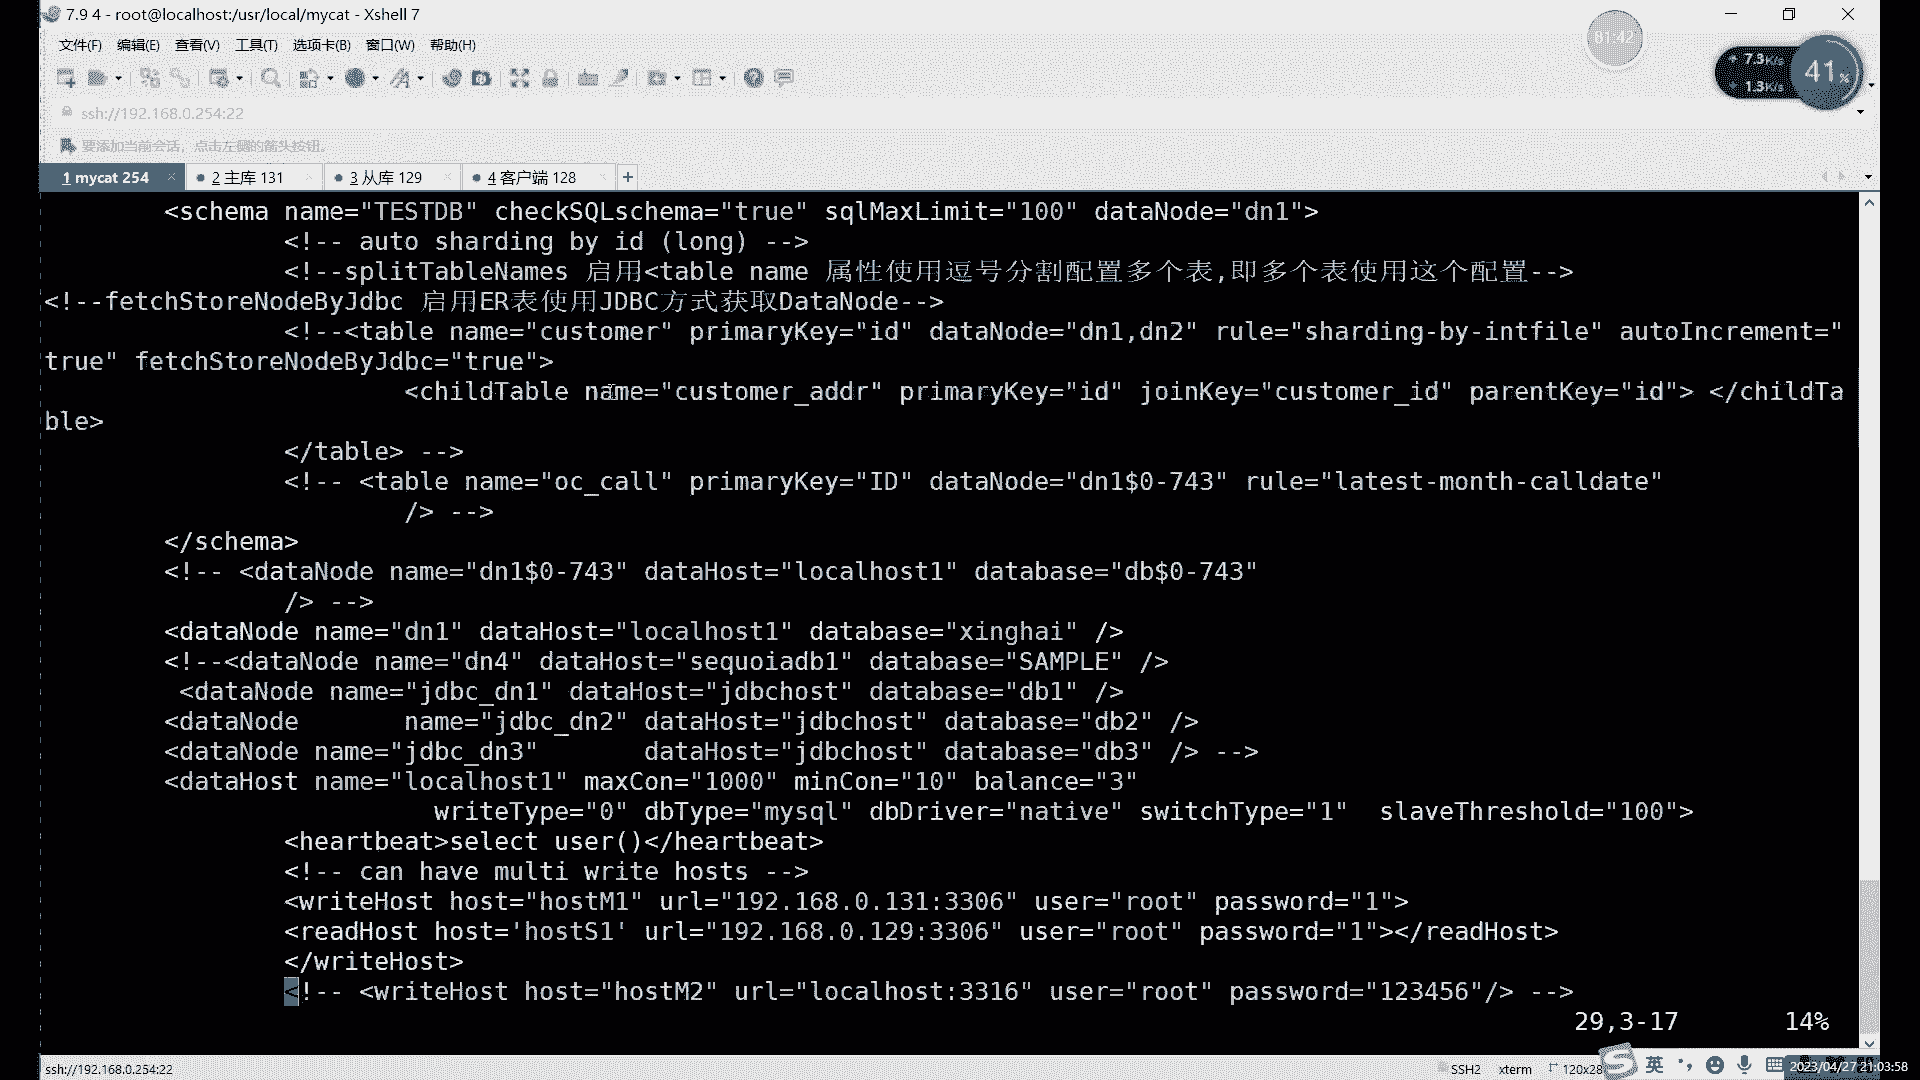 7.9 4 - root@localhost:/usr/local/mycat - Xshell 7
文件(F) 编辑(E) 查看(V) 工具(T) 选项卡(B) 窗口(W) 帮助(H)
81:42
7.3K/s
1.3K/s
41%
ssh://192.168.0.254:22
要添加当前会话，点击左侧的箭头按钮。
1 mycat 254 2 主库 131 3 从库 129 4 客户端 128
<schema name="TESTDB" checkSQLschema="true" sqlMaxLimit="100" dataNode="dn1">
<!-- auto sharding by id (long) -->
<!--splitTableNames 启用<table name 属性使用逗号分割配置多个表,即多个表使用这个配置-->
<!--fetchStoreNodeByJdbc 启用ER表使用JDBC方式获取DataNode-->
<!--<table name="customer" primaryKey="id" dataNode="dn1,dn2" rule="sharding-by-intfile" autoIncrement="
true" fetchStoreNodeByJdbc="true">
<childTable name="customer_addr" primaryKey="id" joinKey="customer_id" parentKey="id"> </childTa
ble>
</table> -->
<!-- <table name="oc_call" primaryKey="ID" dataNode="dn1$0-743" rule="latest-month-calldate"
/> -->
</schema>
<!-- <dataNode name="dn1$0-743" dataHost="localhost1" database="db$0-743"
/> -->
<dataNode name="dn1" dataHost="localhost1" database="xinghai" />
<!--<dataNode name="dn4" dataHost="sequoiadb1" database="SAMPLE" />
<dataNode name="jdbc_dn1" dataHost="jdbchost" database="db1" />
<dataNode name="jdbc_dn2" dataHost="jdbchost" database="db2" />
<dataNode name="jdbc_dn3" dataHost="jdbchost" database="db3" /> -->
<dataHost name="localhost1" maxCon="1000" minCon="10" balance="3"
writeType="0" dbType="mysql" dbDriver="native" switchType="1" slaveThreshold="100">
<heartbeat>select user()</heartbeat>
<!-- can have multi write hosts -->
<writeHost host="hostM1" url="192.168.0.131:3306" user="root" password="1">
<readHost host='hostS1' url="192.168.0.129:3306" user="root" password="1"></readHost>
</writeHost>
<!-- <writeHost host="hostM2" url="localhost:3316" user="root" password="123456"/> -->
29,3-17 14%
ssh://192.168.0.254:22 SSH2 xterm 120x28 英 2023/04/27 21:03:58